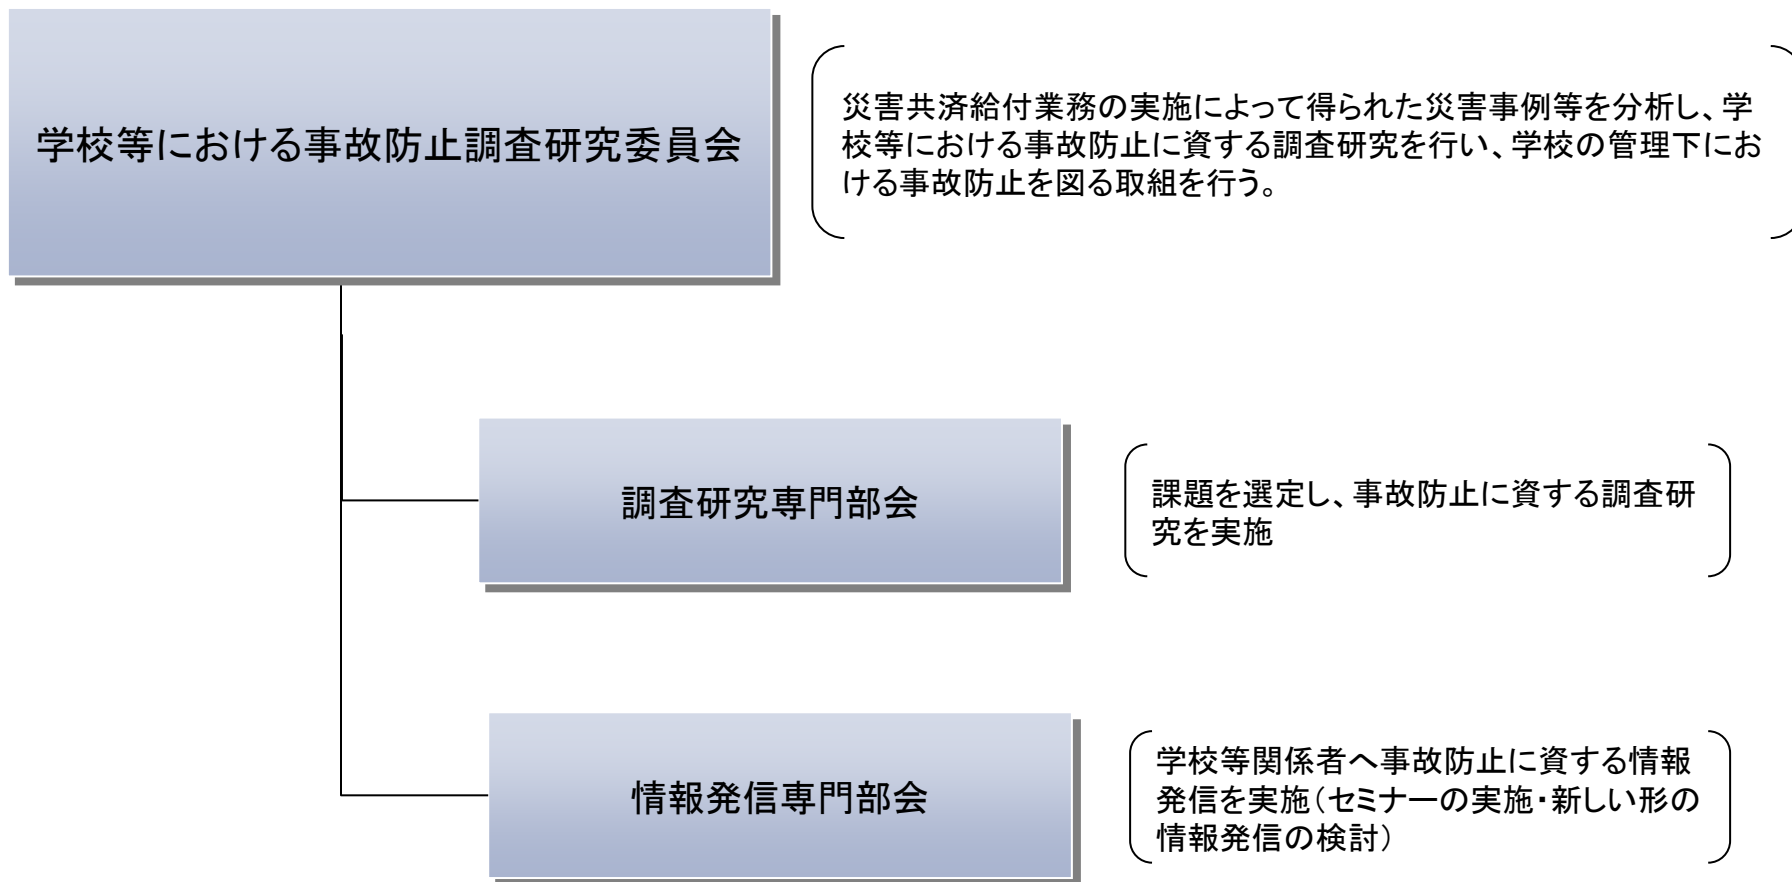 学校等における事故防止調査研究委員会
災害共済給付業務の実施によって得られた災害事例等を分析し、学
校等における事故防止に資する調査研究を行い、学校の管理下にお
ける事故防止を図る取組を行う。
調査研究専門部会
課題を選定し、事故防止に資する調査研
究を実施
情報発信専門部会
学校等関係者へ事故防止に資する情報
発信を実施（セミナーの実施・新しい形の
情報発信の検討）